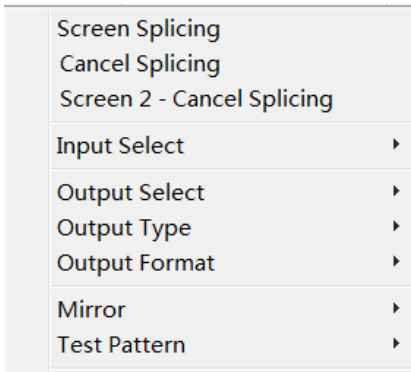 Screen Splicing
Cancel Splicing
Screen 2 - Cancel Splicing
Input Select
Output Select
Output Type
Output Format
Mirror
Test Pattern